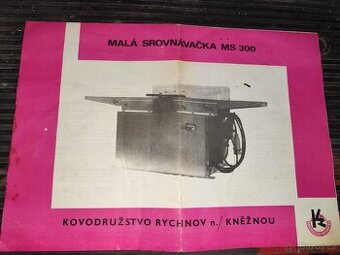 MALÁ SROVNÁVAČKA MS 300
KOVODRUŽSTVO RYCHNOV n./ KNĚŽNOU